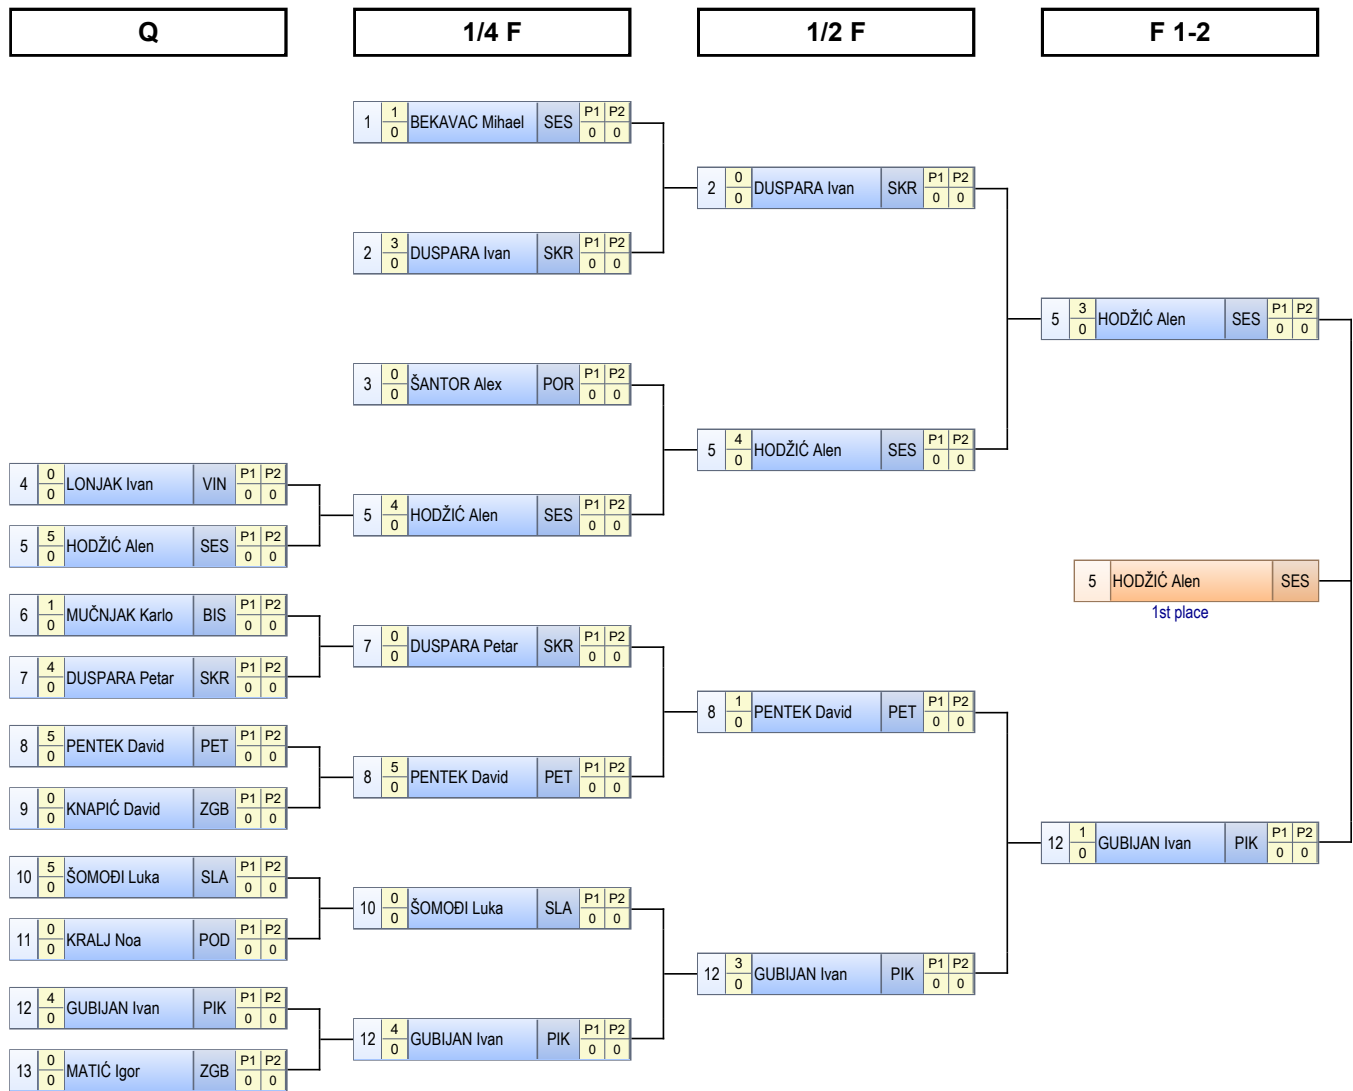 Q 1/4 F 1/2 F F 1-2
1 1 0 BEKAVAC Mihael SES P1 P2 0 0
2 3 0 DUSPARA Ivan SKR P1 P2 0 0
3 0 0 ŠANTOR Alex POR P1 P2 0 0
5 4 0 HODŽIĆ Alen SES P1 P2 0 0
7 0 0 DUSPARA Petar SKR P1 P2 0 0
8 5 0 PENTEK David PET P1 P2 0 0
10 0 0 ŠOMOĐI Luka SLA P1 P2 0 0
12 4 0 GUBIJAN Ivan PIK P1 P2 0 0
4 0 0 LONJAK Ivan VIN P1 P2 0 0
5 5 0 HODŽIĆ Alen SES P1 P2 0 0
6 1 0 MUČNJAK Karlo BIS P1 P2 0 0
7 4 0 DUSPARA Petar SKR P1 P2 0 0
8 5 0 PENTEK David PET P1 P2 0 0
9 0 0 KNAPIĆ David ZGB P1 P2 0 0
10 5 0 ŠOMOĐI Luka SLA P1 P2 0 0
11 0 0 KRALJ Noa POD P1 P2 0 0
12 4 0 GUBIJAN Ivan PIK P1 P2 0 0
13 0 0 MATIĆ Igor ZGB P1 P2 0 0
2 0 0 DUSPARA Ivan SKR P1 P2 0 0
5 4 0 HODŽIĆ Alen SES P1 P2 0 0
8 1 0 PENTEK David PET P1 P2 0 0
12 3 0 GUBIJAN Ivan PIK P1 P2 0 0
5 3 0 HODŽIĆ Alen SES P1 P2 0 0
12 1 0 GUBIJAN Ivan PIK P1 P2 0 0
5 HODŽIĆ Alen SES
1st place